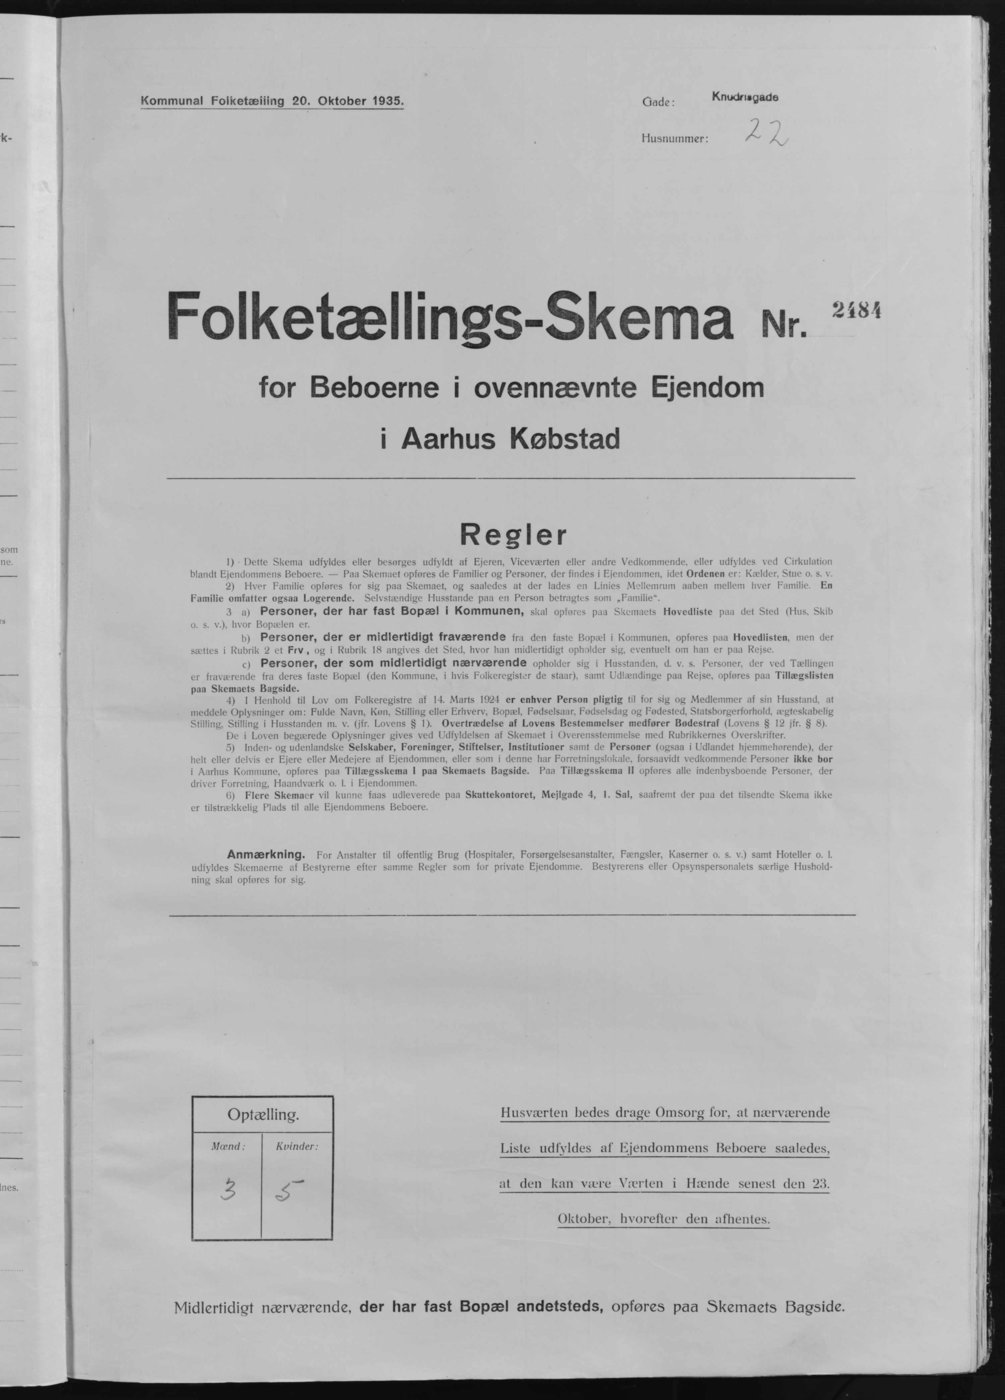 Kommunal Folketælling 20. Oktober 1935.
Gade: Knudrisgade
Husnummer: 22
Folketællings-Skema Nr. 2484
for Beboerne i ovennævnte Ejendom
i Aarhus Købstad
Regler
1) Dette Skema udfyldes eller besørges udfyldt af Ejeren, Viceværten eller andre Vedkommende, eller udfyldes ved Cirkulation
blandt Ejendommens Beboere. — Paa Skemaet opføres de Familier og Personer, der findes i Ejendommen, idet Ordenen er: Kælder, Stue o. s. v.
2) Hver Familie opføres for sig paa Skemaet, og saaledes at der lades en Linies Mellemrum aaben mellem hver Familie. En
Familie omfatter ogsaa Logerende. Selvstændige Husstande paa en Person betragtes som „Familie“.
3 a) Personer, der har fast Bopæl i Kommunen, skal opføres paa Skemaets Hovedliste paa det Sted (Hus, Skib
o. s. v.), hvor Bopælen er.
b) Personer, der er midlertidigt fraværende fra den faste Bopæl i Kommunen, opføres paa Hovedlisten, men der
sættes i Rubrik 2 et Frv., og i Rubrik 18 angives det Sted, hvor han midlertidigt opholder sig, eventuelt om han er paa Rejse.
c) Personer, der som midlertidigt nærværende opholder sig i Husstanden, d. v. s. Personer, der ved Tællingen
er fraværende fra deres faste Bopæl (den Kommune, i hvis Folkeregister de staar), samt Udlændinge paa Rejse, opføres paa Tillægslisten
paa Skemaets Bagside.
4) I Henhold til Lov om Folkeregistre af 14. Marts 1924 er enhver Person pligtig til for sig og Medlemmer af sin Husstand, at
meddele Oplysninger om: Fulde Navn, Køn, Stilling eller Erhverv, Bopæl, Fødselsaar, Fødselsdag og Fødested, Statsborgerforhold, ægteskabelig
Stilling, Stilling i Husstanden m. v. (jfr. Lovens § 1). Overtrædelse af Lovens Bestemmelser medfører Bødestraf (Lovens § 12 jfr. § 8).
De i Loven begærede Oplysninger gives ved Udfyldelsen af Skemaet i Overensstemmelse med Rubrikkernes Overskrifter.
5) Inden- og udenlandske Selskaber, Foreninger, Stiftelser, Institutioner samt de Personer (ogsaa i Udlandet hjemmehørende), der
helt eller delvis er Ejere eller Medejere af Ejendommen, eller som i denne har Forretningslokale, forsaavidt vedkommende Personer ikke bor
i Aarhus Kommune, opføres paa Tillægsskema I paa Skemaets Bagside. Paa Tillægsskema II opføres alle indenbysboende Personer, der
driver Forretning, Haandværk o. l. i Ejendommen.
6) Flere Skemaer vil kunne faas udleverede paa Skattekontoret, Mejlgade 4, 1. Sal, saafremt der paa det tilsendte Skema ikke
er tilstrækkelig Plads til alle Ejendommens Beboere.
Anmærkning. For Anstalter til offentlig Brug (Hospitaler, Forsørgelsesanstalter, Fængsler, Kaserner o. s. v.) samt Hoteller o. l.
udfyldes Skemaerne af Bestyrerne efter samme Regler som for private Ejendomme. Bestyrerens eller Opsynspersonalets særlige Hushold-
ning skal opføres for sig.
Optælling.
Mænd: Kvinder:
3 5
Husværten bedes drage Omsorg for, at nærværende
Liste udfyldes af Ejendommens Beboere saaledes,
at den kan være Værten i Hænde senest den 23.
Oktober, hvorefter den afhentes.
Midlertidigt nærværende, der har fast Bopæl andetsteds, opføres paa Skemaets Bagside.